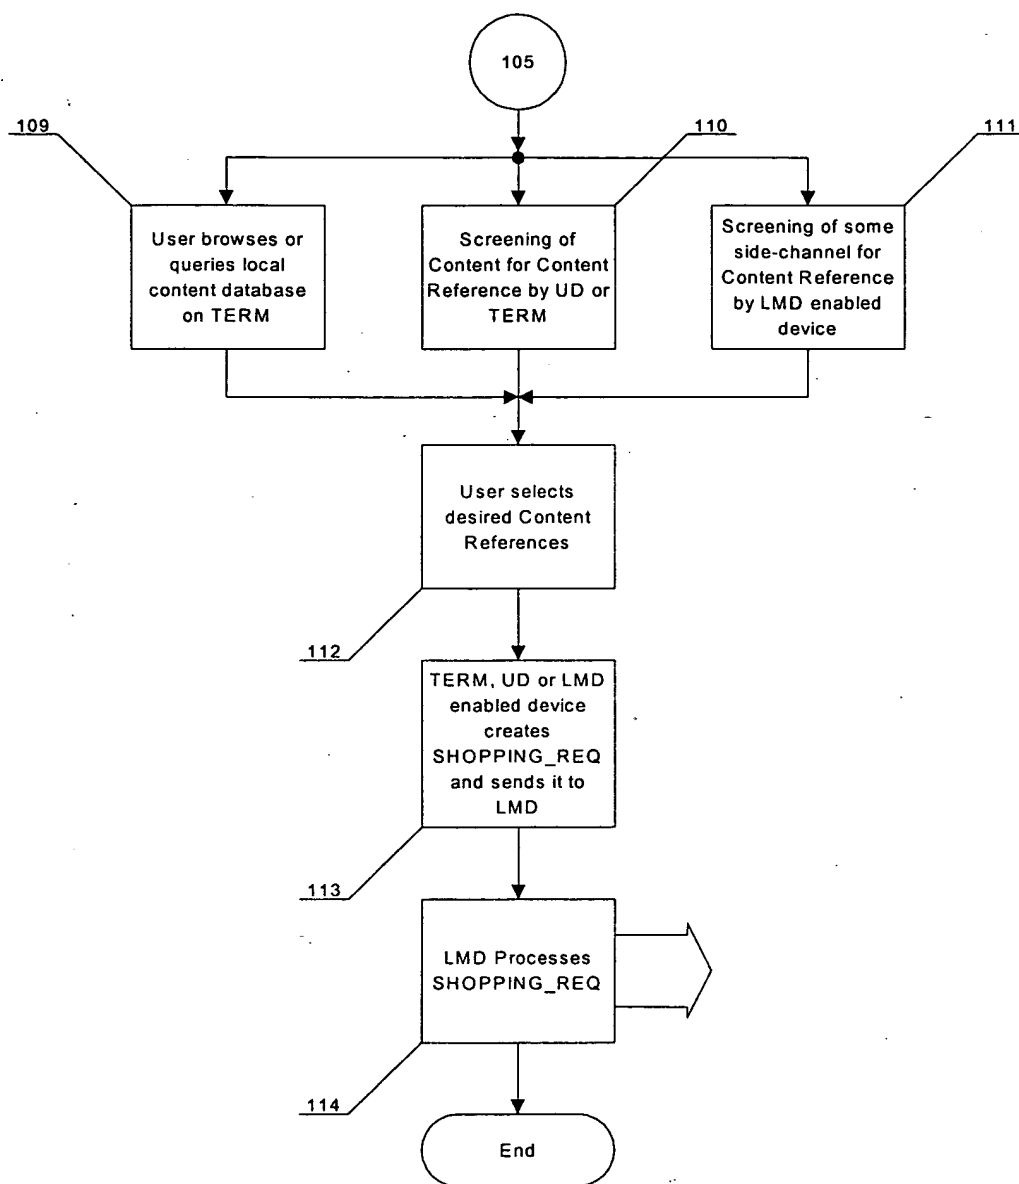 105
109
110
111
User browses or
queries local
content database
on TERM
Screening of
Content for Content
Reference by UD or
TERM
Screening of some
side-channel for
Content Reference
by LMD enabled
device
User selects
desired Content
References
112
TERM, UD or LMD
enabled device
creates
SHOPPING_REQ
and sends it to
LMD
113
LMD Processes
SHOPPING_REQ
114
End